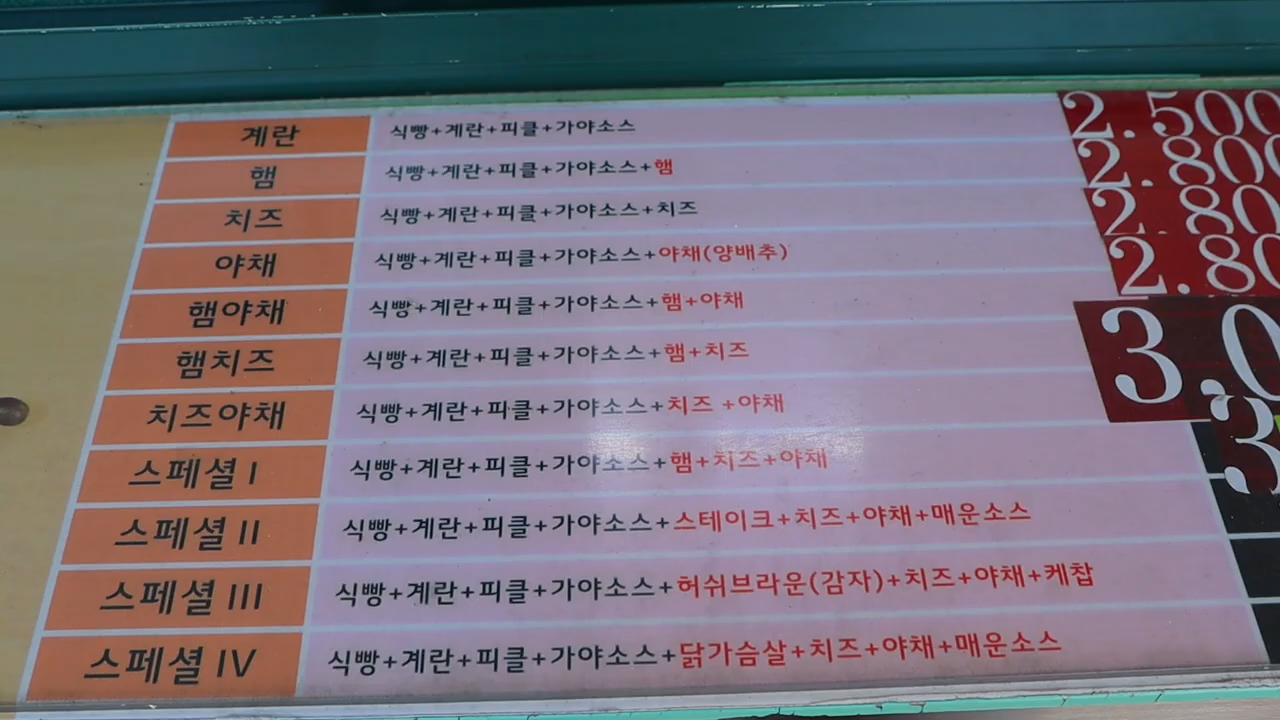 계란 식빵+계란+피클+가야소스 2.500
햄 식빵+계란+피클+가야소스+햄 2.800
치즈 식빵+계란+피클+가야소스+치즈 2.80
야채 식빵+계란+피클+가야소스+야채(양배추) 2.80
햄야채 식빵+계란+피클+가야소스+햄+야채 3,0
햄치즈 식빵+계란+피클+가야소스+햄+치즈
치즈야채 식빵+계란+피클+가야소스+치즈 +야채 3
스페셜 I 식빵+계란+피클+가야소스+햄+치즈+야채
스페셜 II 식빵+계란+피클+가야소스+스테이크+치즈+야채+매운소스
스페셜 III 식빵+계란+피클+가야소스+허쉬브라운(감자)+치즈+야채+케찹
스페셜 IV 식빵+계란+피클+가야소스+닭가슴살+치즈+야채+매운소스